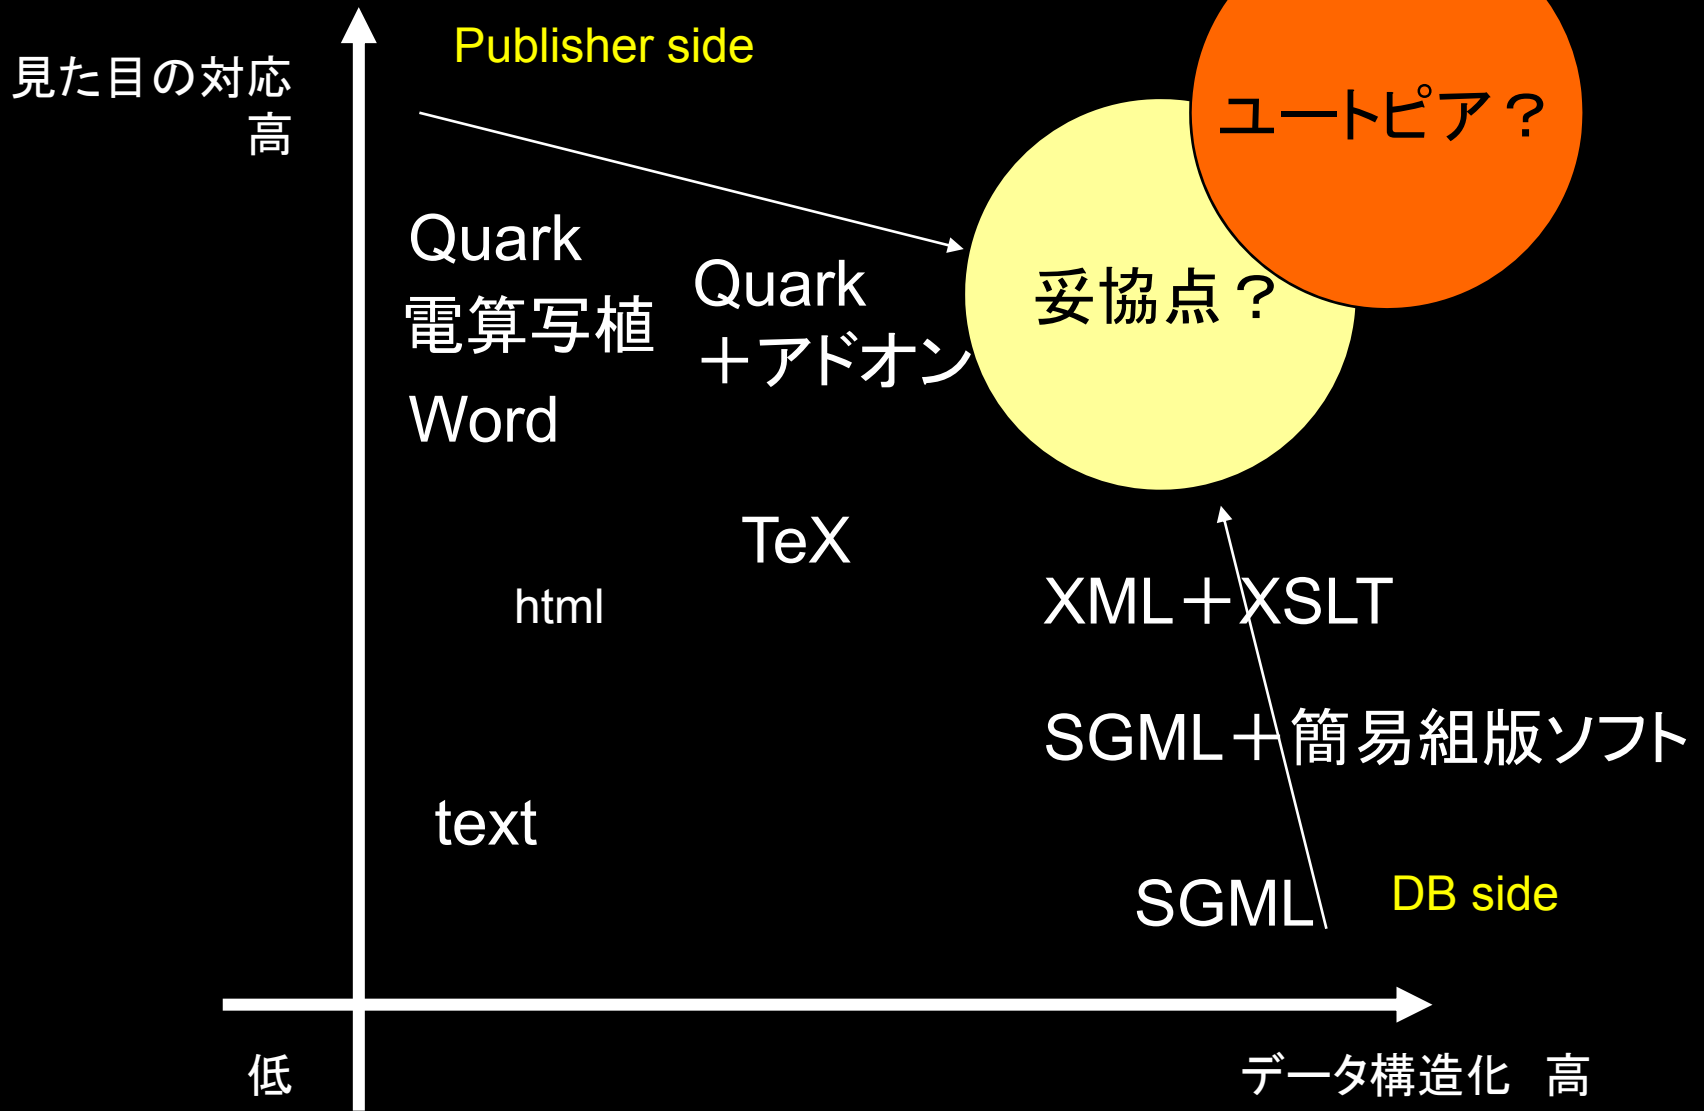 Publisher side
見た目の対応
高
ユートピア？
Quark
電算写植
Word
Quark
＋アドオン
妥協点？
TeX
html
XML＋XSLT
SGML＋簡易組版ソフト
text
SGML
DB side
低
データ構造化　高